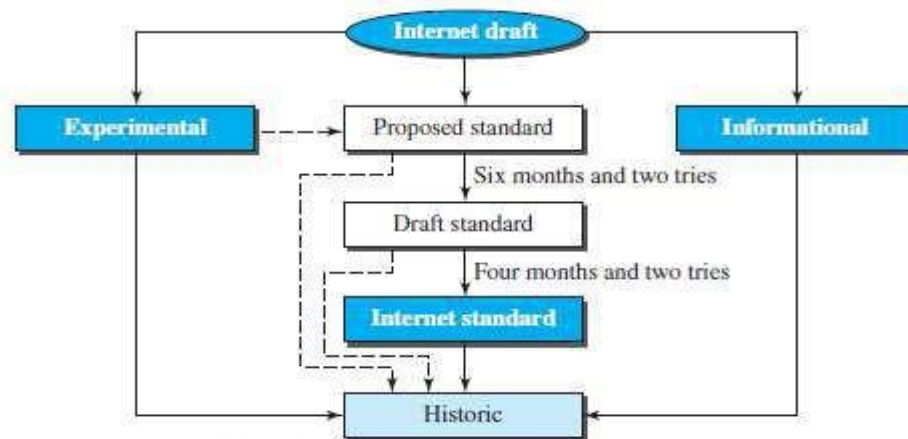 Internet draft
Experimental
Proposed standard
Informational
Six months and two tries
Draft standard
Four months and two tries
Internet standard
Historic